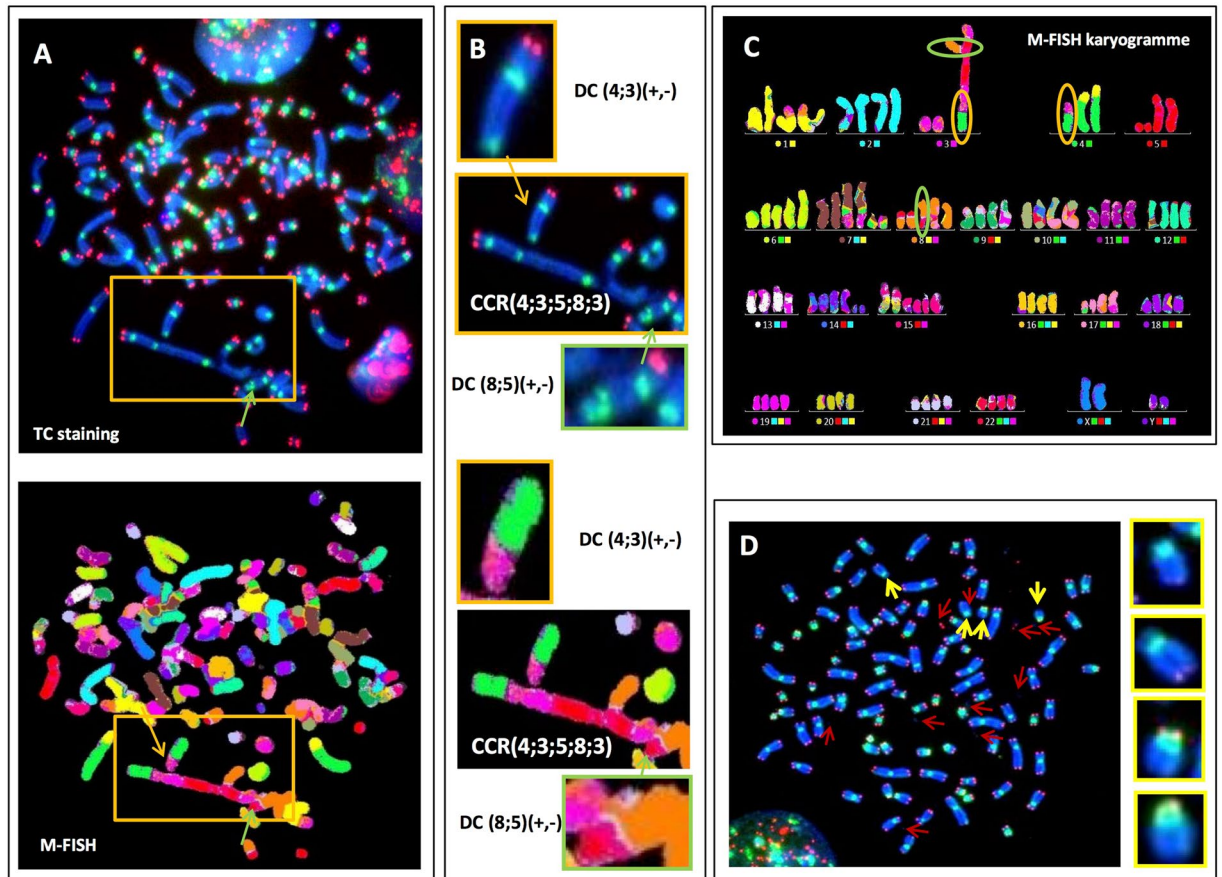 A
TC staining
M-FISH
B
DC (4;3)(+,-)
CCR(4;3;5;8;3)
DC (8;5)(+,-)
DC (4;3)(+,-)
CCR(4;3;5;8;3)
DC (8;5)(+,-)
C
M-FISH karyogramme
1 2 3 4 5
6 7 8 9 10 11 12
13 14 15 16 17 18
19 20 21 22 X Y
D